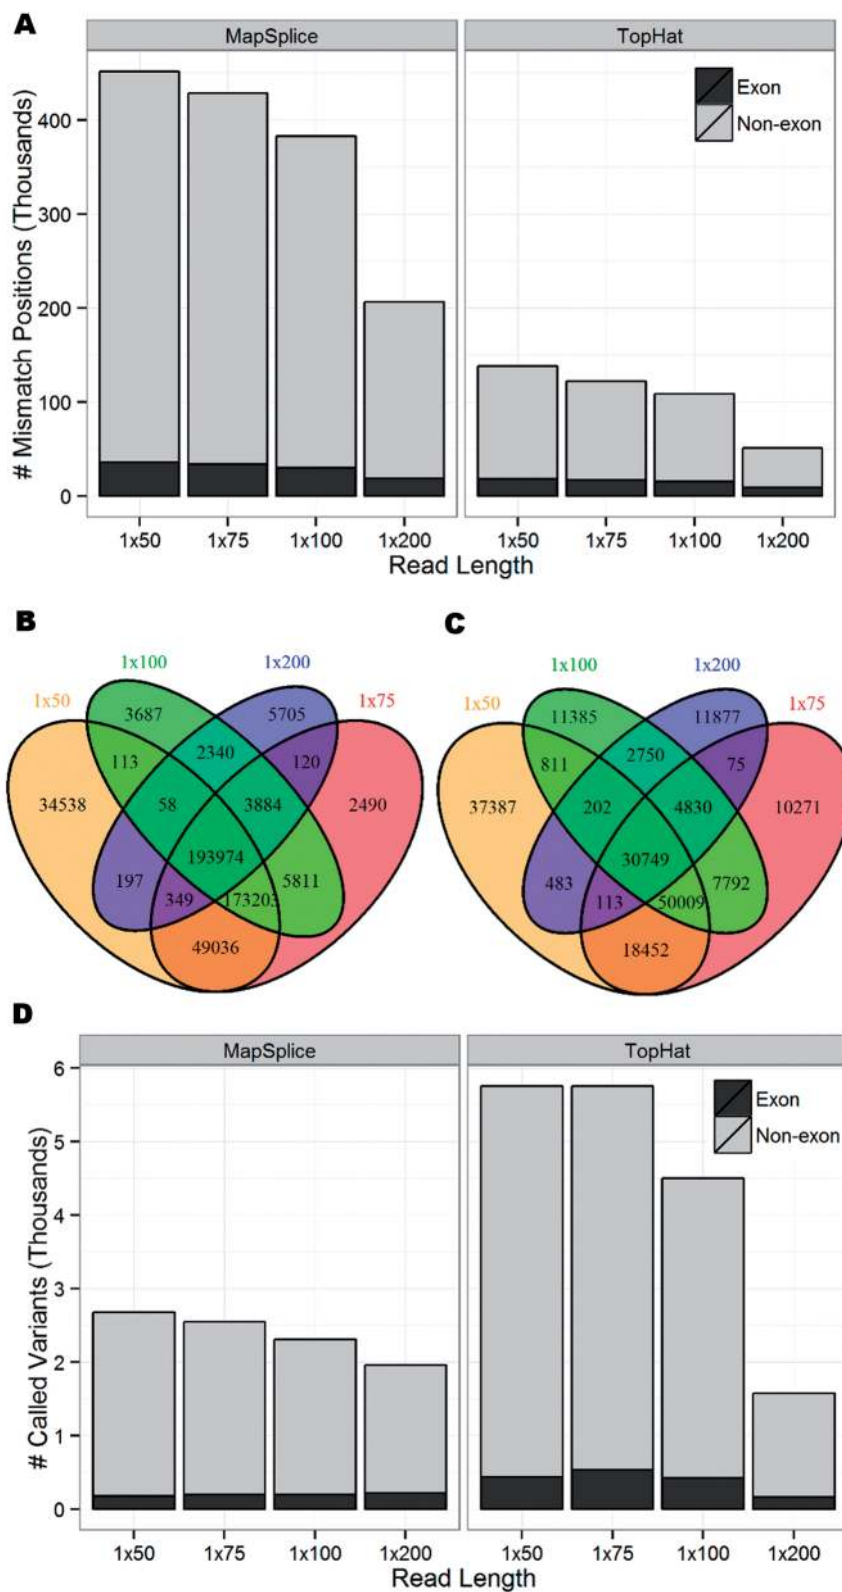 A
MapSplice
TopHat
# Mismatch Positions (Thousands)
400
300
200
100
0
Exon
Non-exon
1x50
1x75
1x100
1x200
1x50
1x75
1x100
1x200
Read Length
B
1x50
1x100
1x200
1x75
3687
5705
113
2340
120
34538
58
3884
2490
193974
197
349
173203
5811
49036
C
1x50
1x100
1x200
1x75
11385
11877
811
2750
75
37387
202
4830
10271
30749
483
113
50009
7792
18452
D
MapSplice
TopHat
# Called Variants (Thousands)
6
5
4
3
2
1
0
Exon
Non-exon
1x50
1x75
1x100
1x200
1x50
1x75
1x100
1x200
Read Length